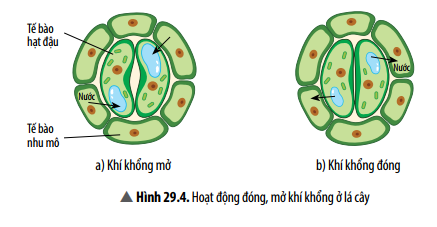 Tế bào
hạt đậu
Nước
Tế bào
nhu mô
Nước
a) Khí khổng mở
b) Khí khổng đóng
▲ Hình 29.4. Hoạt động đóng, mở khí khổng ở lá cây